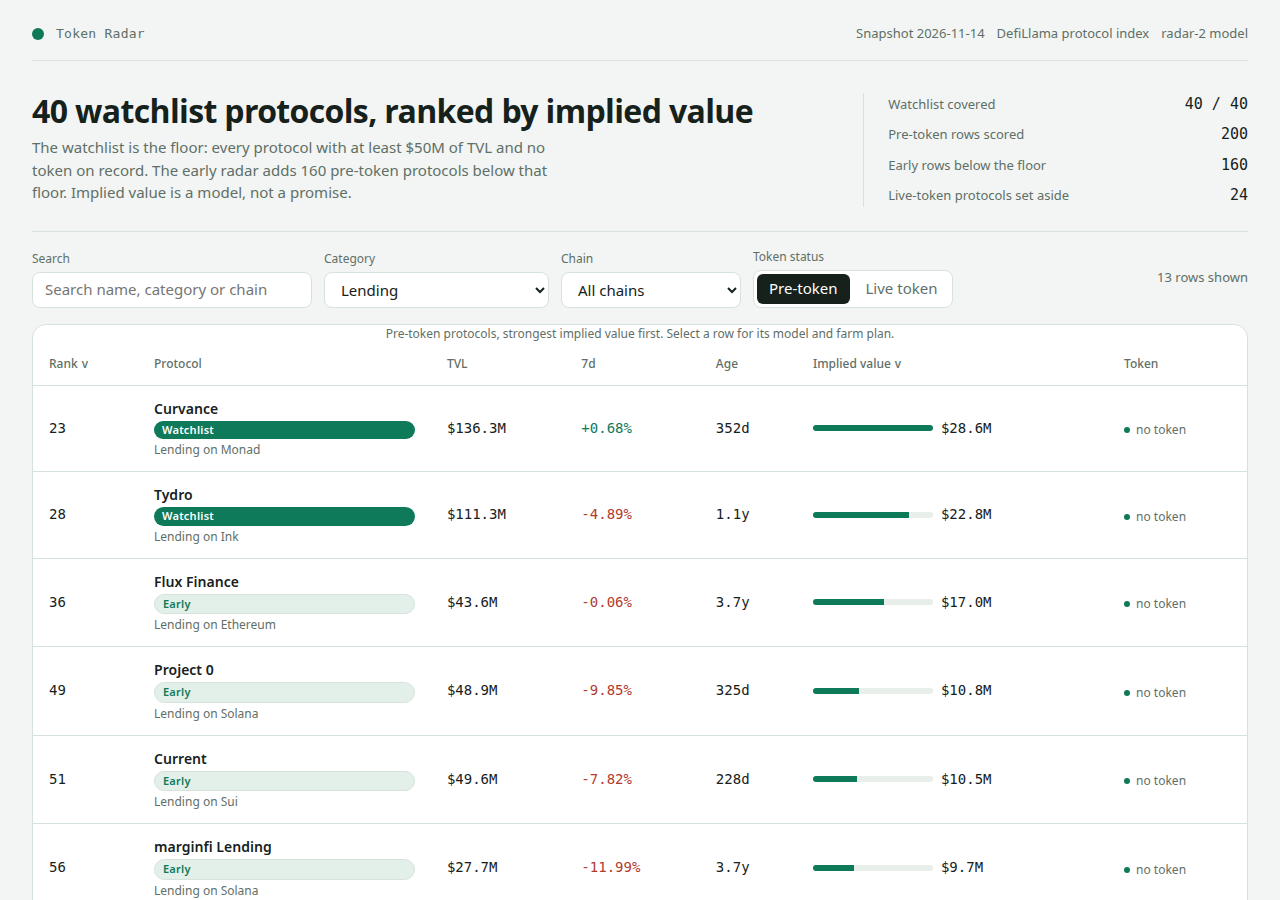 Token Radar
Snapshot 2026-11-14 DefiLlama protocol index radar-2 model
40 watchlist protocols, ranked by implied value
The watchlist is the floor: every protocol with at least $50M of TVL and no
token on record. The early radar adds 160 pre-token protocols below that
floor. Implied value is a model, not a promise.
Watchlist covered 40 / 40
Pre-token rows scored 200
Early rows below the floor 160
Live-token protocols set aside 24
Search
Category
Chain
Token status
Search name, category or chain
Lending
All chains
Pre-token
Live token
13 rows shown
Pre-token protocols, strongest implied value first. Select a row for its model and farm plan.
Rank v Protocol TVL 7d Age Implied value v Token
Curvance
23 Watchlist $136.3M +0.68% 352d $28.6M no token
Lending on Monad
Tydro
28 Watchlist $111.3M -4.89% 1.1y $22.8M no token
Lending on Ink
Flux Finance
36 Early $43.6M -0.06% 3.7y $17.0M no token
Lending on Ethereum
Project 0
49 Early $48.9M -9.85% 325d $10.8M no token
Lending on Solana
Current
51 Early $49.6M -7.82% 228d $10.5M no token
Lending on Sui
marginfi Lending
56 Early $27.7M -11.99% 3.7y $9.7M no token
Lending on Solana